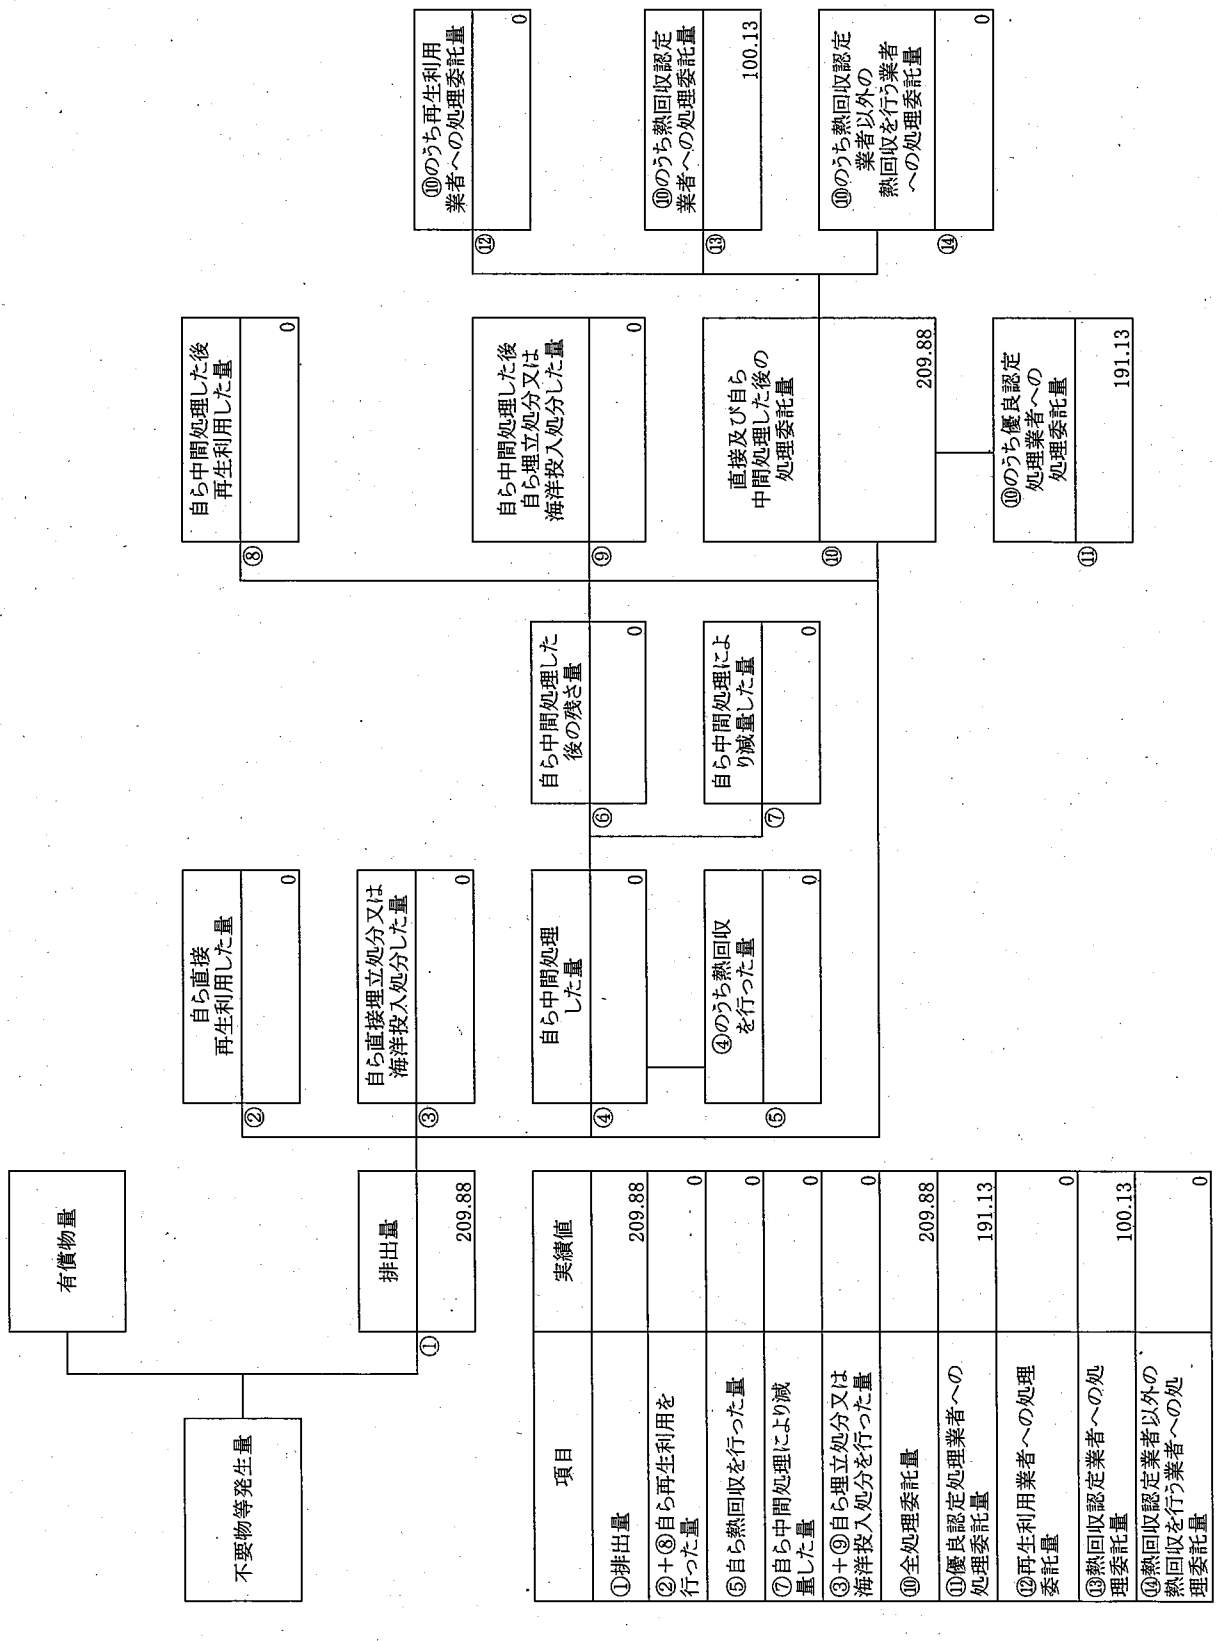 不要物等発生量
有償物量
①
排出量
209.88
②
自ら直接
再生利用した量
0
③
自ら直接埋立処分又は
海洋投入処分した量
0
④
自ら中間処理
した量
0
⑤
④のうち熱回収
を行った量
0
⑥
自ら中間処理した
後の残さ量
0
⑦
自ら中間処理によ
り減量した量
0
⑧
自ら中間処理した後
再生利用した量
0
⑨
自ら中間処理した後
自ら埋立処分又は
海洋投入処分した量
0
⑩
直接及び自ら
中間処理した後の
処理委託量
209.88
⑪
⑩のうち優良認定
処理業者への
処理委託量
191.13
⑫
⑩のうち再生利用
業者への処理委託量
0
⑬
⑩のうち熱回収認定
業者への処理委託量
100.13
⑭
⑩のうち熱回収認定
業者以外の
熱回収を行う業者
への処理委託量
0
項目 実績値
①排出量 209.88
②+⑧自ら再生利用を
行った量 0
⑤自ら熱回収を行った量 0
⑦自ら中間処理により減
量した量 0
③+⑨自ら埋立処分又は
海洋投入処分を行った量 0
⑩全処理委託量 209.88
⑪優良認定処理業者への
処理委託量 191.13
⑫再生利用業者への処理
委託量 0
⑬熱回収認定業者への処
理委託量 100.13
⑭熱回収認定業者以外の
熱回収を行う業者への処
理委託量 0